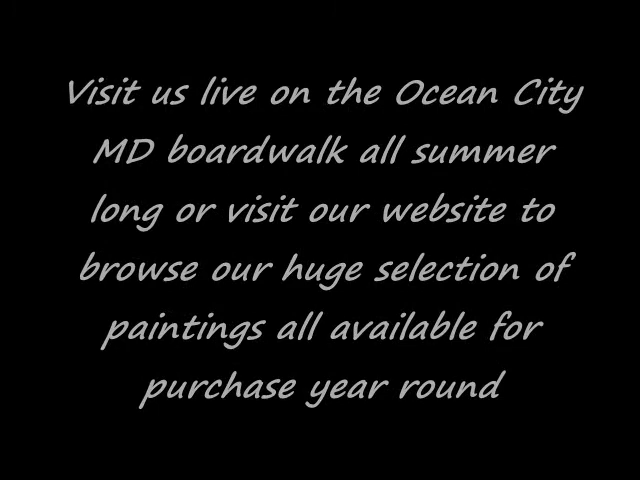 Visit us live on the Ocean City
MD boardwalk all summer
long or visit our website to
browse our huge selection of
paintings all available for
purchase year round